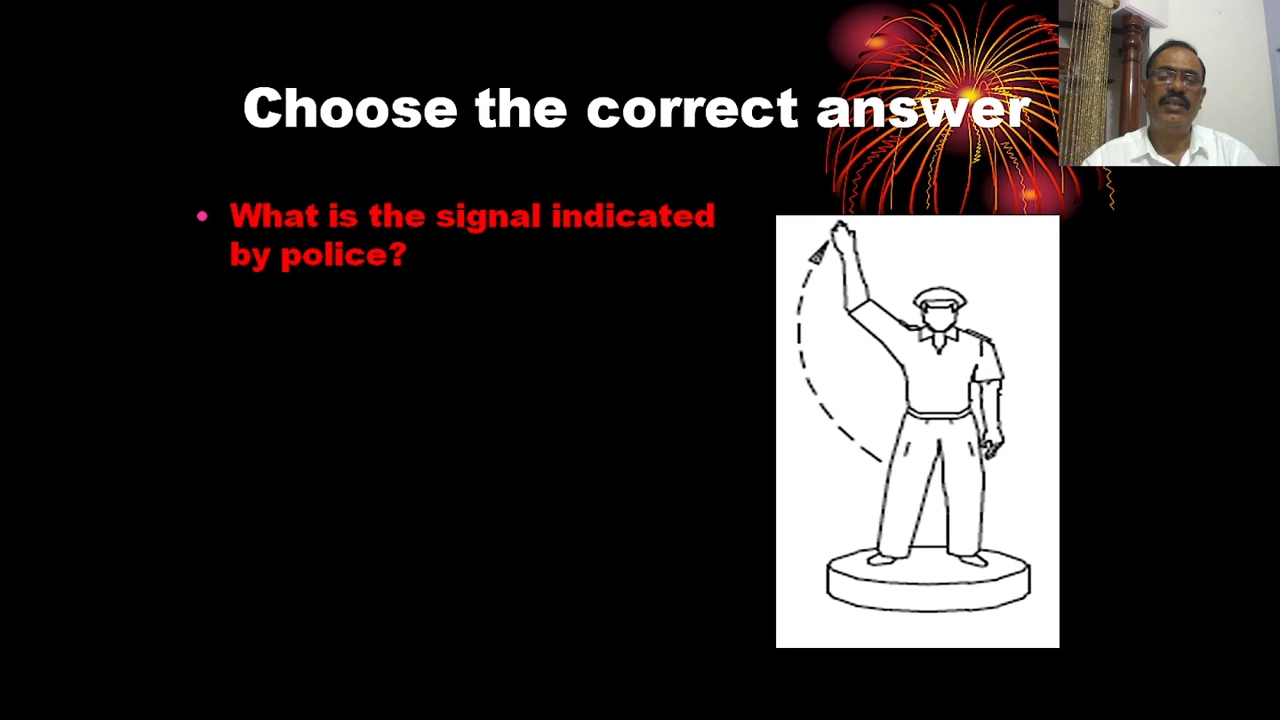 Choose the correct answer
• What is the signal indicated
by police?